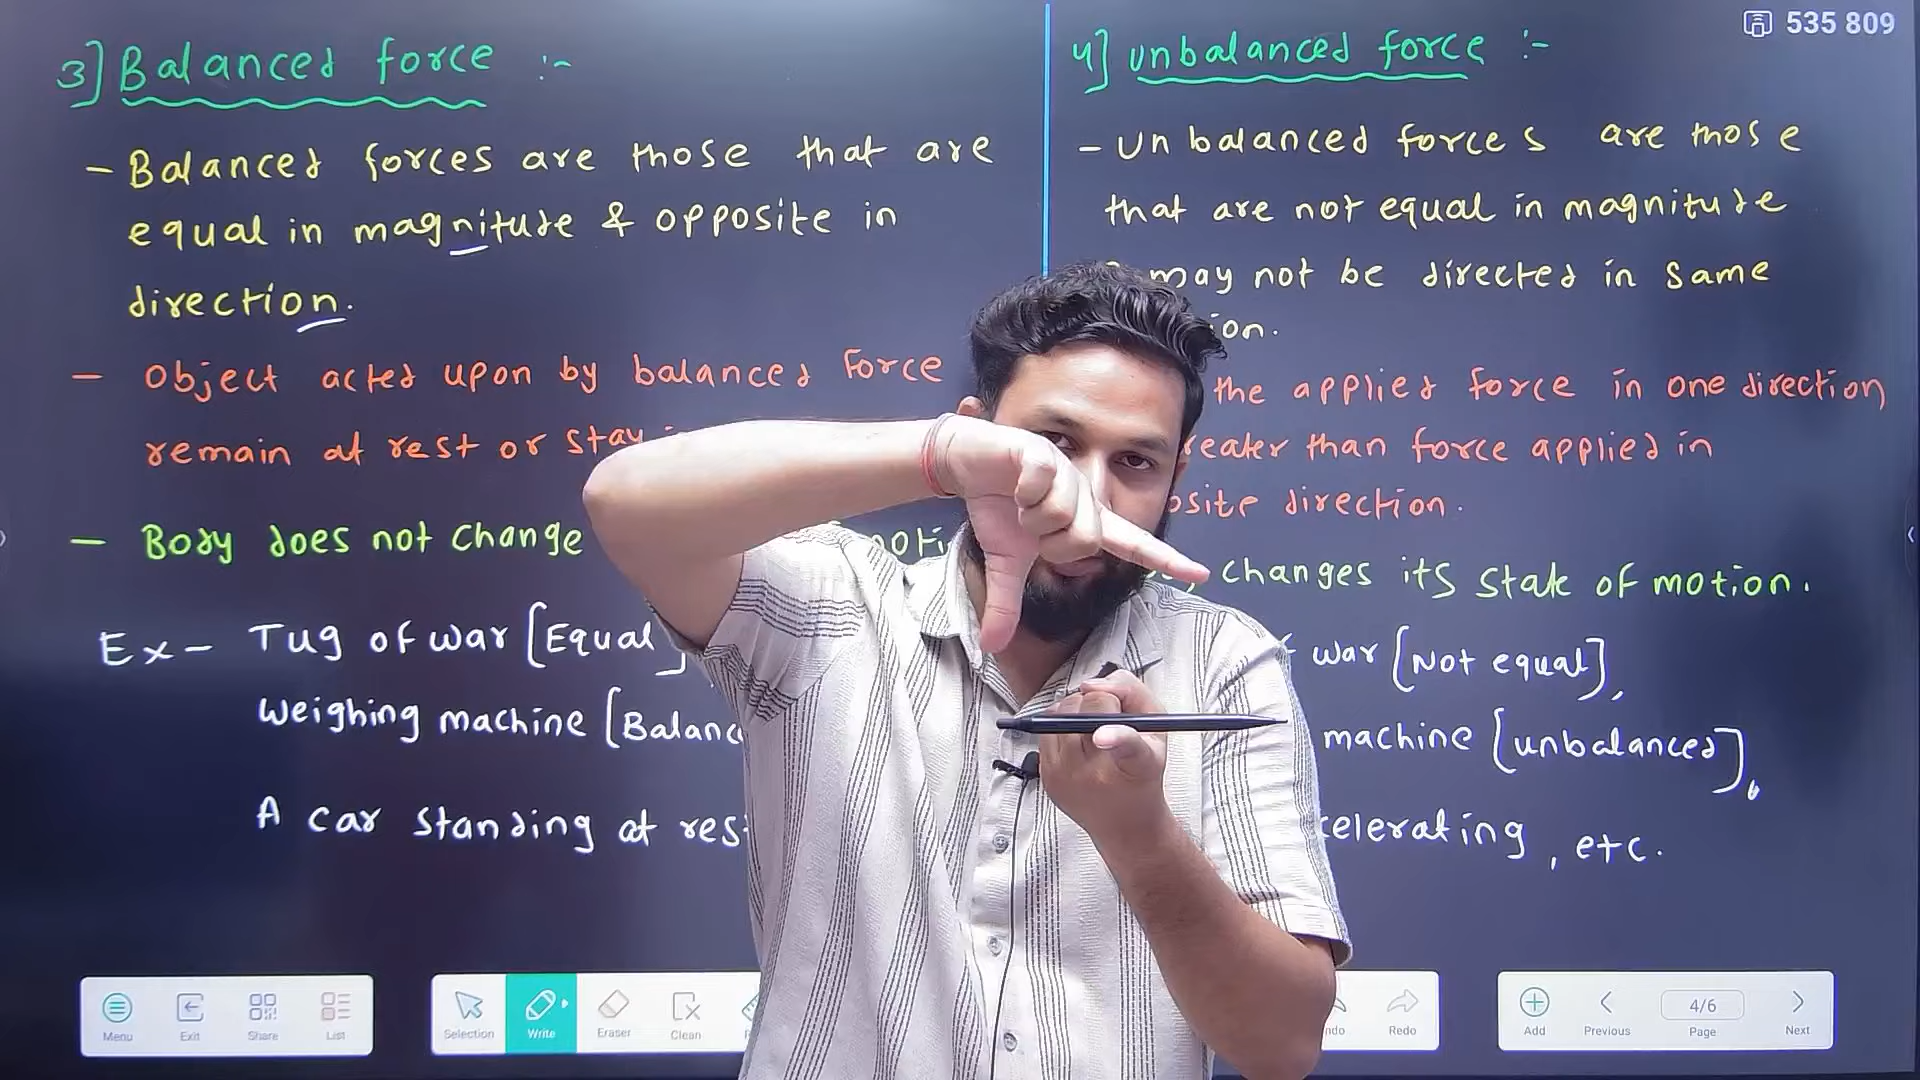 535 809
3] Balanced force :-
- Balanced forces are those that are
equal in magnitude & opposite in
direction.
- Object acted upon by balanced Force
remain at rest or stay
- Body does not change
Ex- Tug of war [Equal]
Weighing machine [Balanc
A car standing at res
4] unbalanced force :-
- Unbalanced forces are those
that are not equal in magnitude
may not be directed in same
ion.
the applied force in one direction
reater than force applied in
osite direction.
changes its state of motion.
war [Not equal],
machine [unbalanced],
celerating, etc.
Menu
Exit
Share
List
Selection
Write
Eraser
Clean
ndo
Redo
Add
Previous
4/6
Page
Next